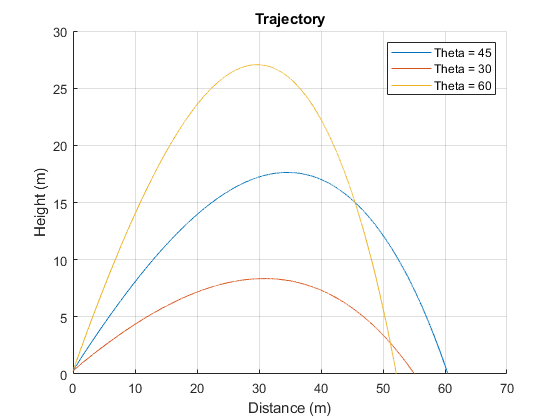 Trajectory
Theta = 45
Theta = 30
Theta = 60
30
25
20
15
10
5
0
Height (m)
0 10 20 30 40 50 60 70
Distance (m)